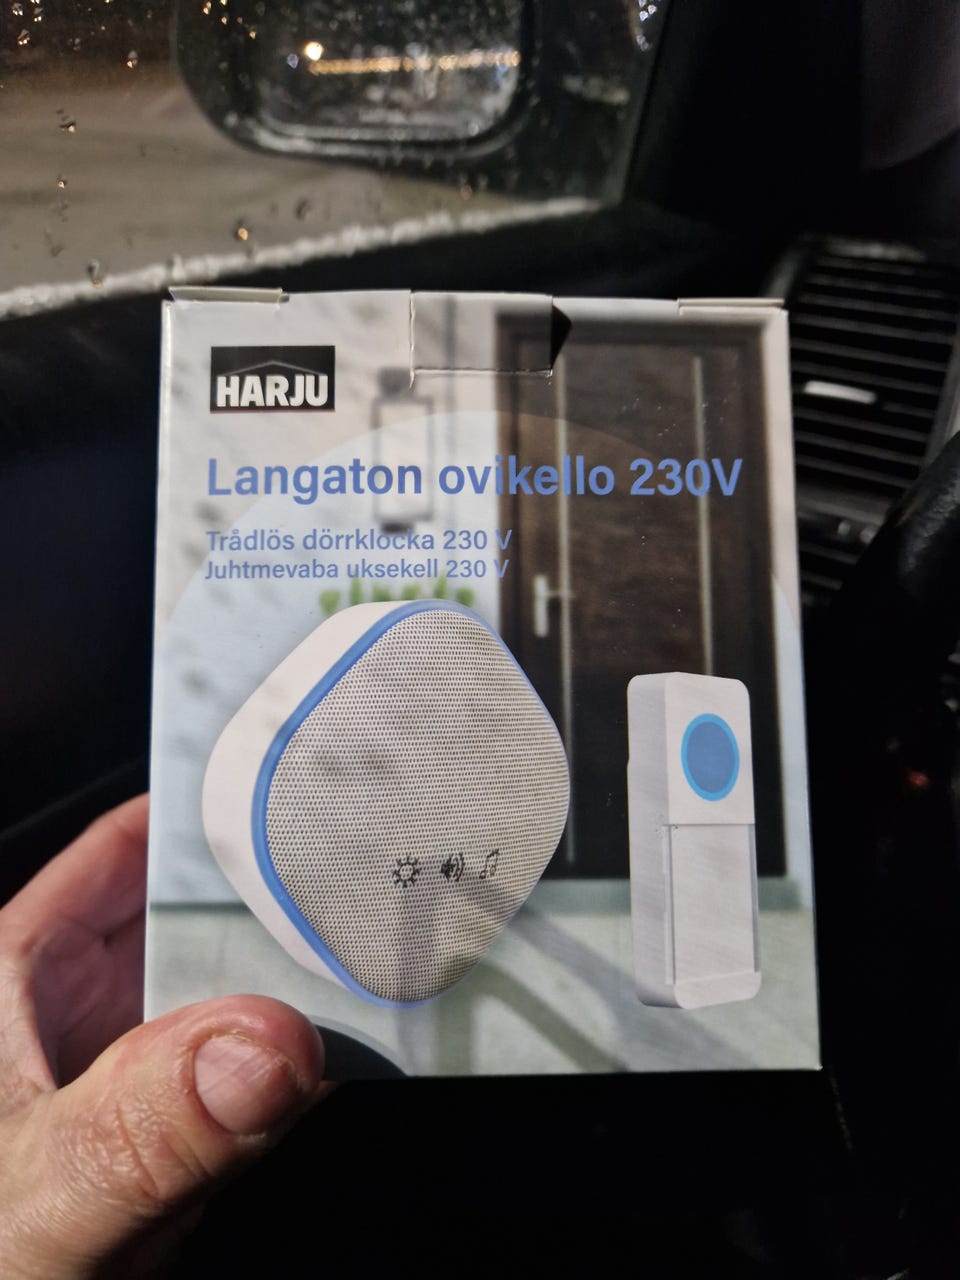 HARJU
Langaton ovikello 230V
Trådlös dörrklocka 230 V
Juhtmevaba uksekell 230 V